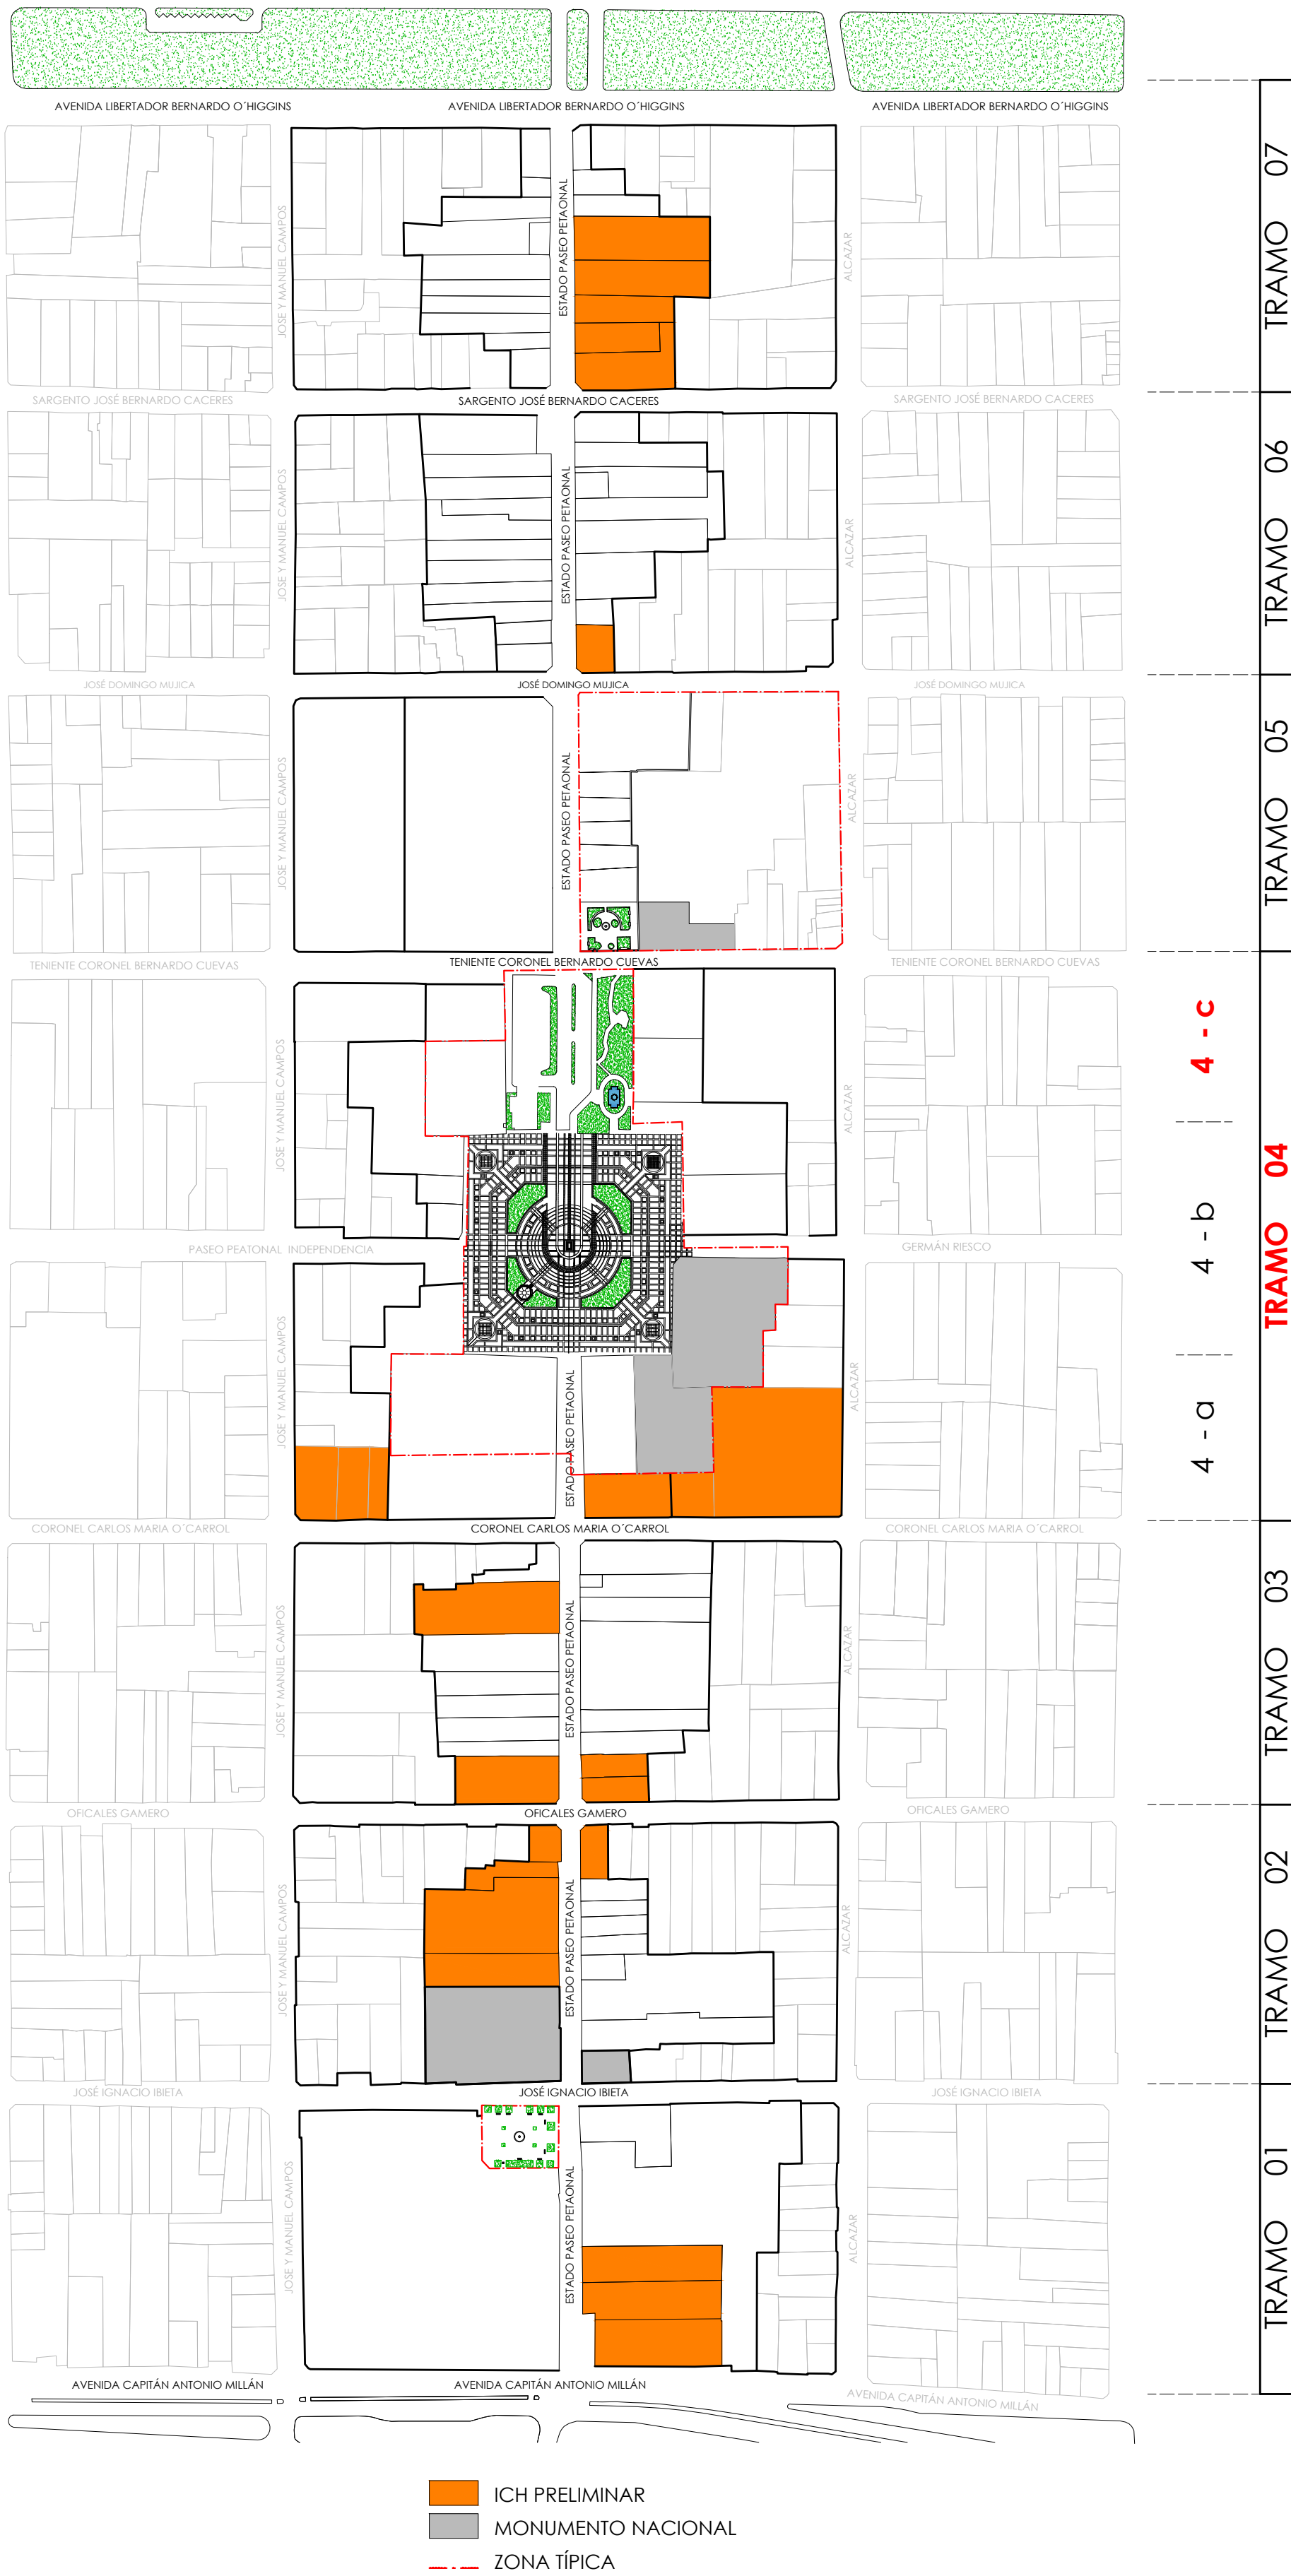 AVENIDA LIBERTADOR BERNARDO O´HIGGINS
AVENIDA LIBERTADOR BERNARDO O´HIGGINS
AVENIDA LIBERTADOR BERNARDO O´HIGGINS
JOSE Y MANUEL CAMPOS
ESTADO PASEO PETAONAL
ALCAZAR
TRAMO 07
SARGENTO JOSÉ BERNARDO CACERES
SARGENTO JOSÉ BERNARDO CACERES
SARGENTO JOSÉ BERNARDO CACERES
JOSE Y MANUEL CAMPOS
ESTADO PASEO PETAONAL
ALCAZAR
TRAMO 06
JOSÉ DOMINGO MUJICA
JOSÉ DOMINGO MUJICA
JOSÉ DOMINGO MUJICA
JOSE Y MANUEL CAMPOS
ESTADO PASEO PETAONAL
ALCAZAR
TRAMO 05
TENIENTE CORONEL BERNARDO CUEVAS
TENIENTE CORONEL BERNARDO CUEVAS
TENIENTE CORONEL BERNARDO CUEVAS
JOSE Y MANUEL CAMPOS
ALCAZAR
4 - c
TRAMO 04
4 - b
PASEO PEATONAL INDEPENDENCIA
GERMÁN RIESCO
JOSE Y MANUEL CAMPOS
ESTADO PASEO PETAONAL
ALCAZAR
4 - a
CORONEL CARLOS MARIA O´CARROL
CORONEL CARLOS MARIA O´CARROL
CORONEL CARLOS MARIA O´CARROL
JOSE Y MANUEL CAMPOS
ESTADO PASEO PETAONAL
ALCAZAR
TRAMO 03
OFICALES GAMERO
OFICALES GAMERO
OFICALES GAMERO
JOSE Y MANUEL CAMPOS
ESTADO PASEO PETAONAL
ALCAZAR
TRAMO 02
JOSÉ IGNACIO IBIETA
JOSÉ IGNACIO IBIETA
JOSÉ IGNACIO IBIETA
JOSE Y MANUEL CAMPOS
ESTADO PASEO PETAONAL
ALCAZAR
TRAMO 01
AVENIDA CAPITÁN ANTONIO MILLÁN
AVENIDA CAPITÁN ANTONIO MILLÁN
AVENIDA CAPITÁN ANTONIO MILLÁN
ICH PRELIMINAR
MONUMENTO NACIONAL
ZONA TÍPICA